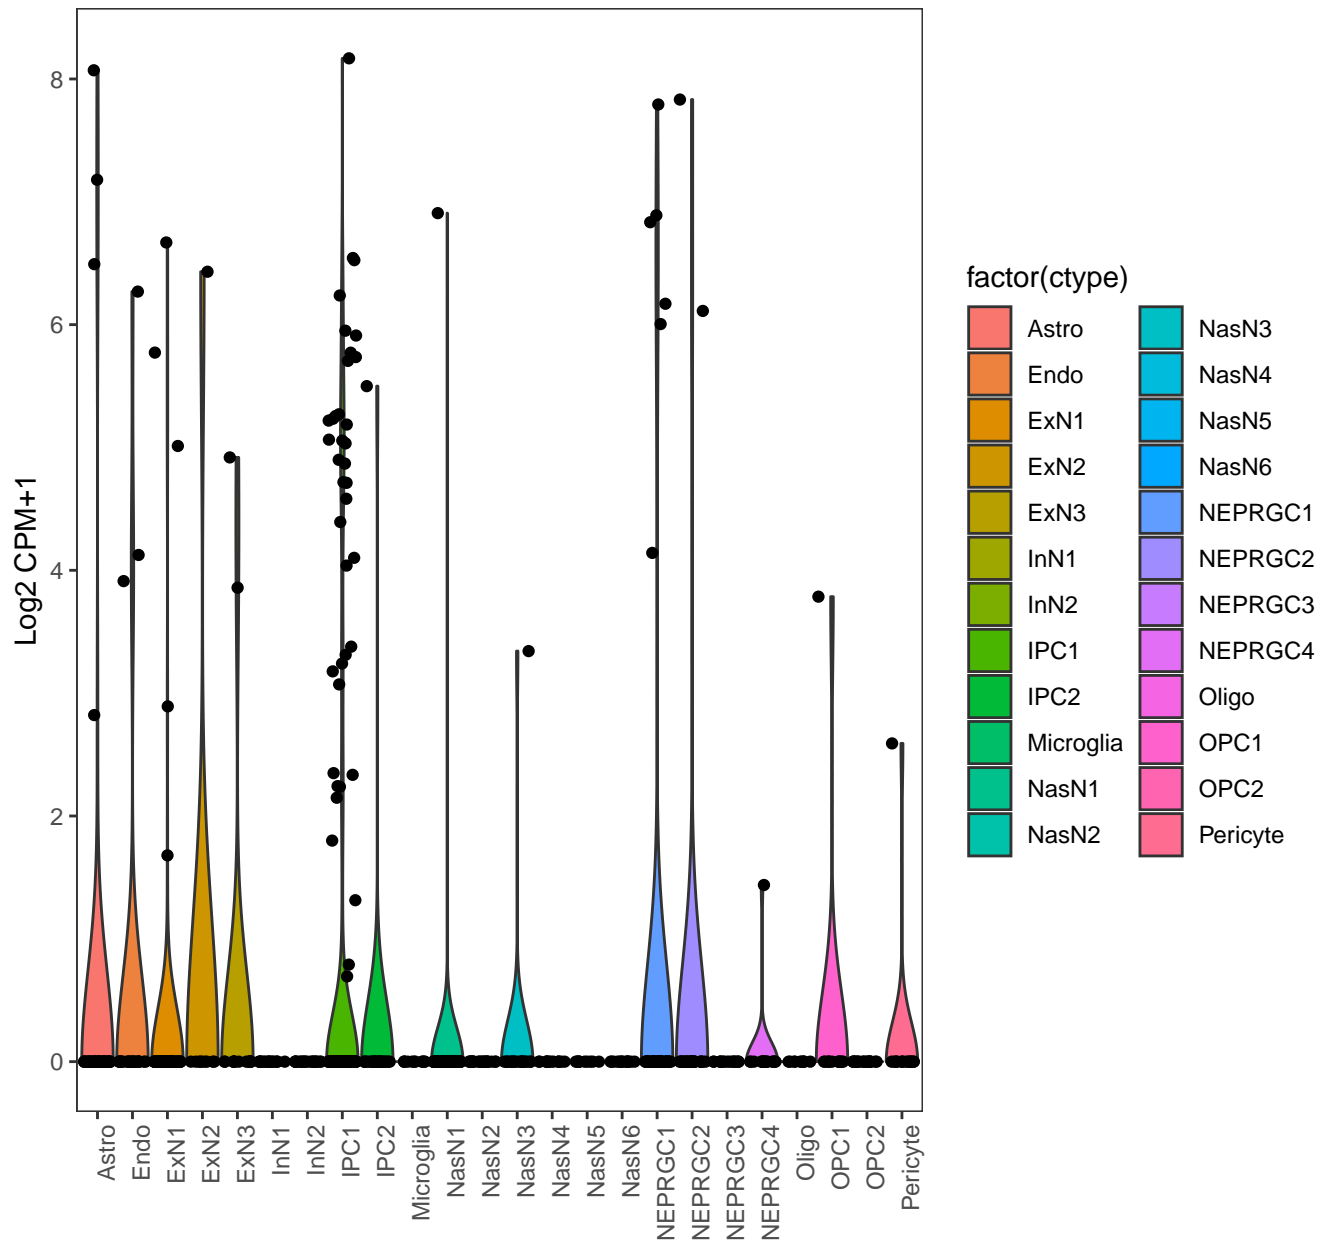 Log2 CPM+1
8
6
4
2
0
Astro
Endo
ExN1
ExN2
ExN3
InN1
InN2
IPC1
IPC2
Microglia
NasN1
NasN2
NasN3
NasN4
NasN5
NasN6
NEPRGC1
NEPRGC2
NEPRGC3
NEPRGC4
Oligo
OPC1
OPC2
Pericyte
factor(ctype)
Astro
Endo
ExN1
ExN2
ExN3
InN1
InN2
IPC1
IPC2
Microglia
NasN1
NasN2
NasN3
NasN4
NasN5
NasN6
NEPRGC1
NEPRGC2
NEPRGC3
NEPRGC4
Oligo
OPC1
OPC2
Pericyte